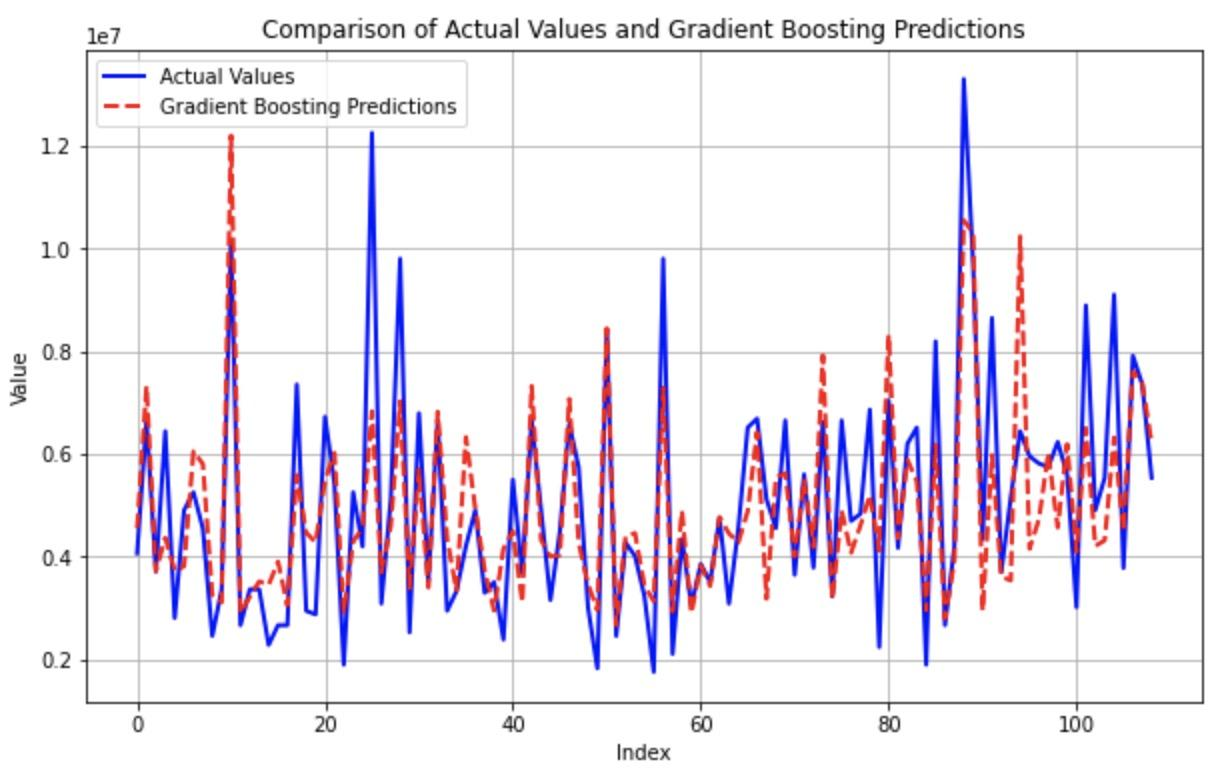 Comparison of Actual Values and Gradient Boosting Predictions
1e7
Actual Values
Gradient Boosting Predictions
1.2
1.0
0.8
0.6
0.4
0.2
Value
0 20 40 60 80 100
Index